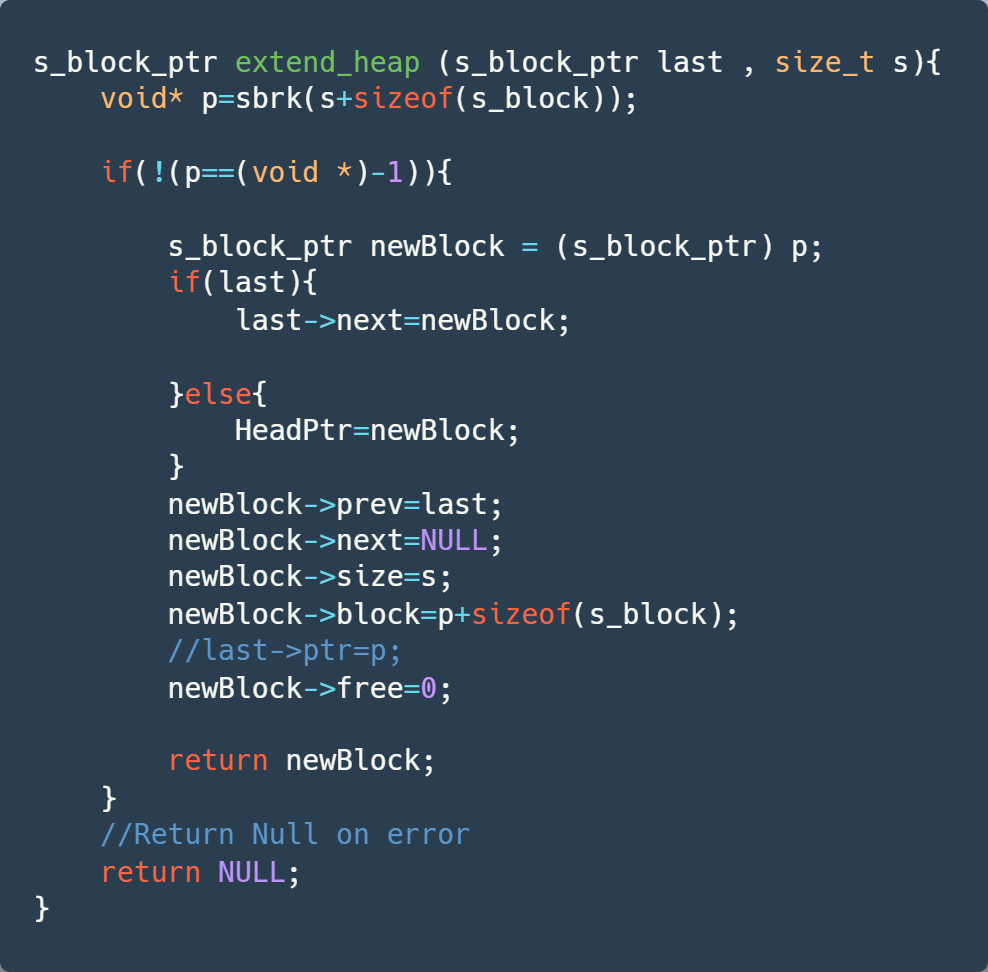 s_block_ptr extend_heap (s_block_ptr last , size_t s){
    void* p=sbrk(s+sizeof(s_block));

    if(!(p==(void *)-1)){

        s_block_ptr newBlock = (s_block_ptr) p;
        if(last){
            last->next=newBlock;

        }else{
            HeadPtr=newBlock;
        }
        newBlock->prev=last;
        newBlock->next=NULL;
        newBlock->size=s;
        newBlock->block=p+sizeof(s_block);
        //last->ptr=p;
        newBlock->free=0;

        return newBlock;
    }
    //Return Null on error
    return NULL;
}